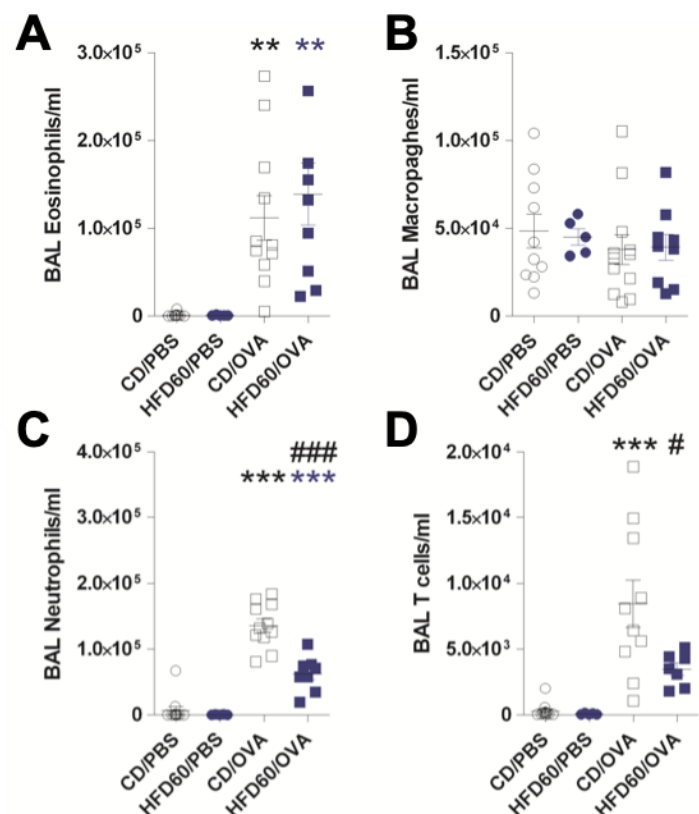 A
BAL Eosinophils/ml
3.0×10⁵
2.0×10⁵
1.0×10⁵
0
** **
CD/PBS
HFD60/PBS
CD/OVA
HFD60/OVA
B
BAL Macropaghes/ml
1.5×10⁵
1.0×10⁵
5.0×10⁴
0
CD/PBS
HFD60/PBS
CD/OVA
HFD60/OVA
C
BAL Neutrophils/ml
4.0×10⁵
3.0×10⁵
2.0×10⁵
1.0×10⁵
0
###
*** ***
CD/PBS
HFD60/PBS
CD/OVA
HFD60/OVA
D
BAL T cells/ml
2.0×10⁴
1.5×10⁴
1.0×10⁴
5.0×10³
0
*** #
CD/PBS
HFD60/PBS
CD/OVA
HFD60/OVA